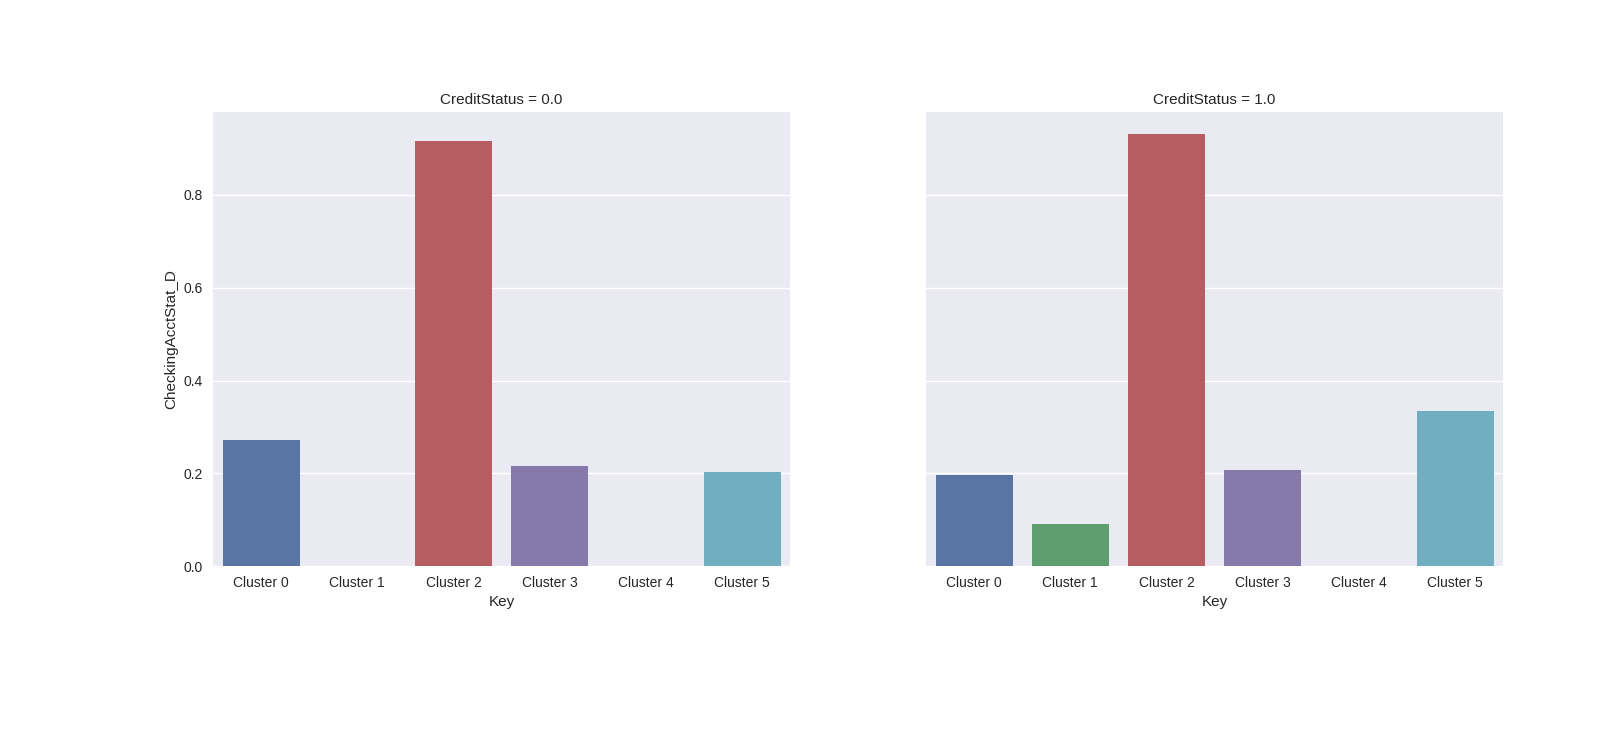 CreditStatus = 0.0
CreditStatus = 1.0
CheckingAcctStat_D
0.8
0.6
0.4
0.2
0.0
Cluster 0 Cluster 1 Cluster 2 Cluster 3 Cluster 4 Cluster 5
Key
Cluster 0 Cluster 1 Cluster 2 Cluster 3 Cluster 4 Cluster 5
Key